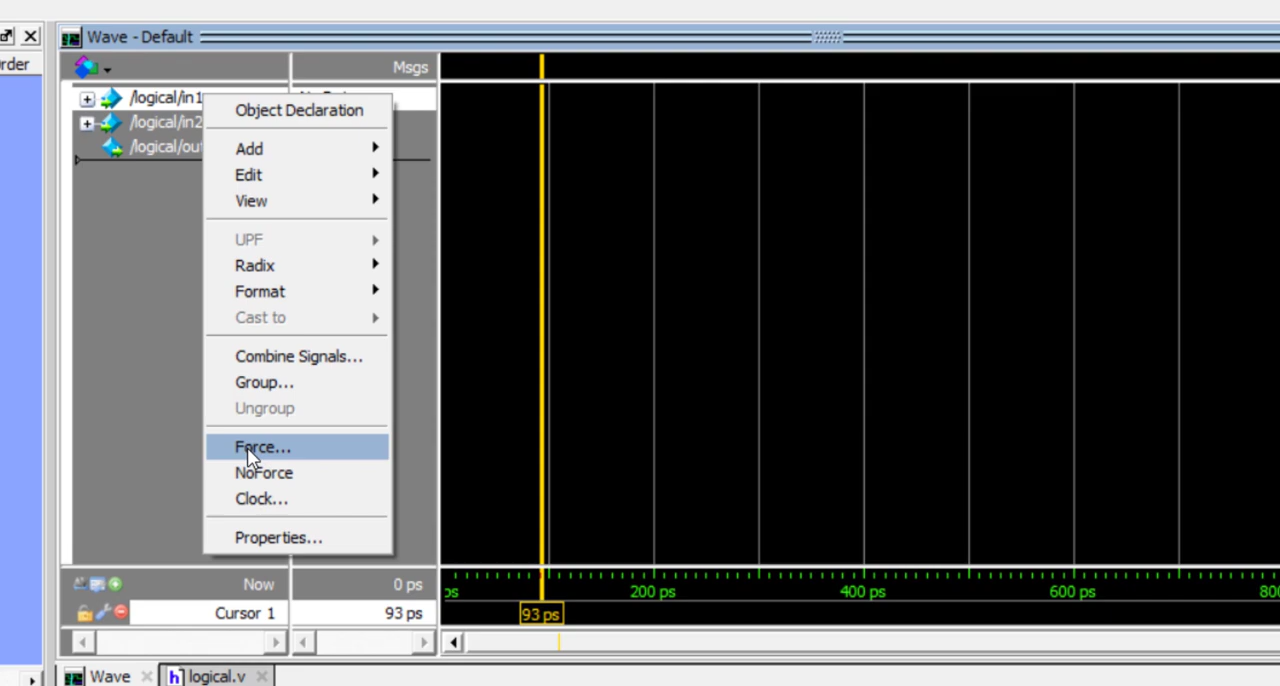 rder
Wave - Default
Msgs
/logical/in1
/logical/in2
/logical/out
Object Declaration
Add
Edit
View
UPF
Radix
Format
Cast to
Combine Signals...
Group...
Ungroup
Force...
NoForce
Clock...
Properties...
Now
0 ps
Cursor 1
93 ps
ps
200 ps
400 ps
600 ps
800
93 ps
Wave
h logical.v